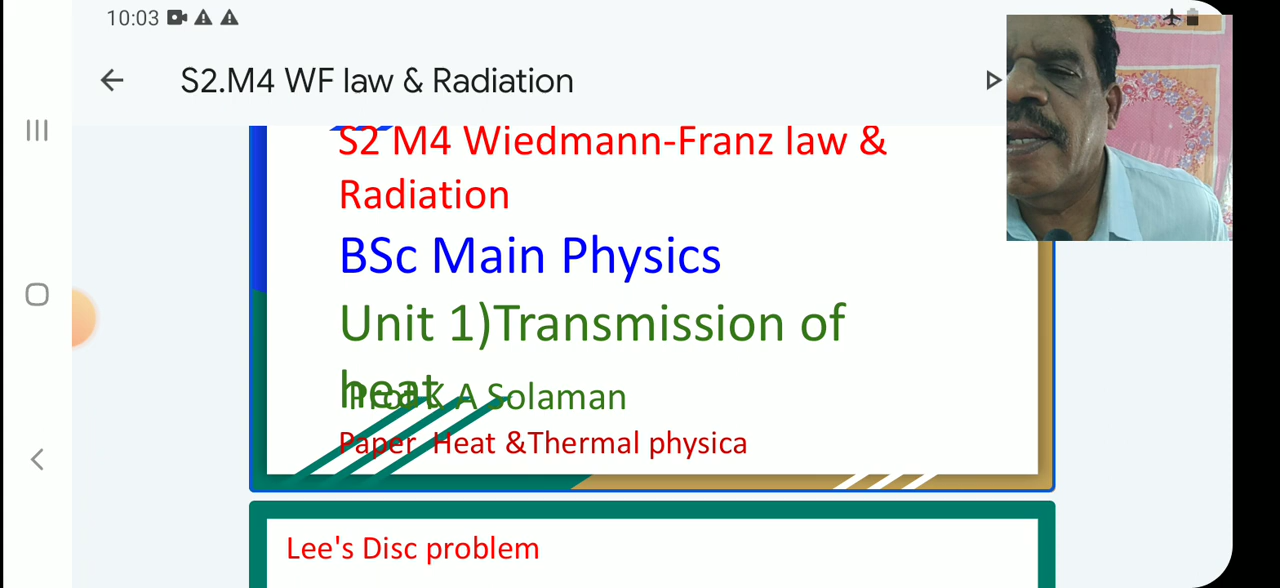 10:03
S2.M4 WF law & Radiation
S2 M4 Wiedmann-Franz law &
Radiation
BSc Main Physics
Unit 1)Transmission of
heat
Prof K A Solaman
Paper Heat &Thermal physica
Lee's Disc problem